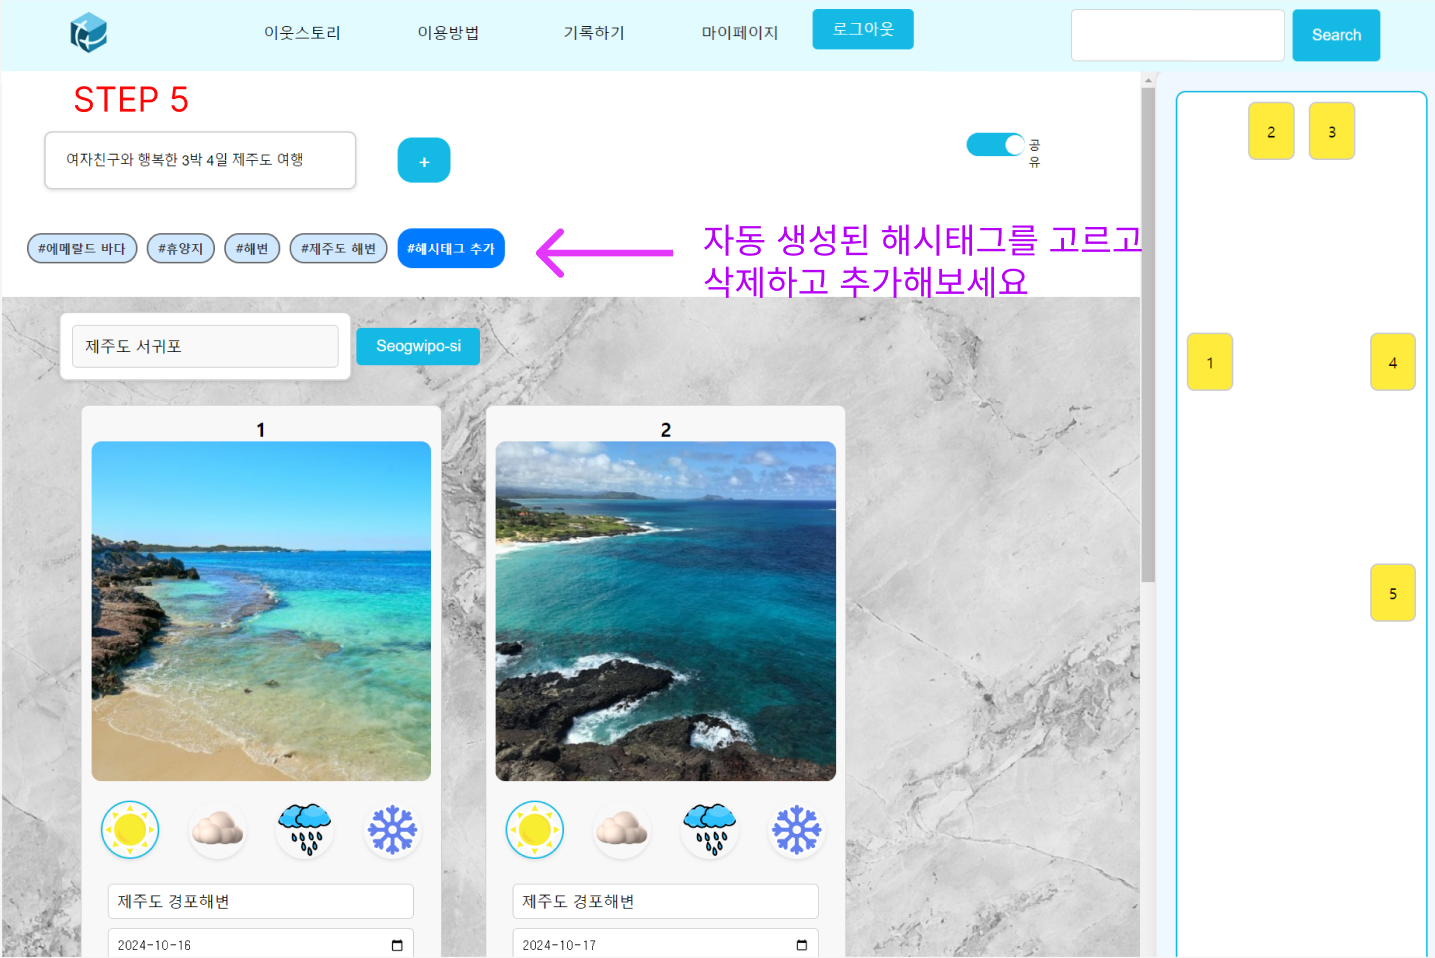 이웃스토리 이용방법 기록하기 마이페이지 로그아웃 Search
STEP 5
여자친구와 행복한 3박 4일 제주도 여행 + 공유
#에메랄드 바다 #휴양지 #해변 #제주도 해변 #해시태그 추가
자동 생성된 해시태그를 고르고
삭제하고 추가해보세요
제주도 서귀포 Seogwipo-si
1 2
제주도 경포해변 제주도 경포해변
2024-10-16 2024-10-17
2 3
1 4
5